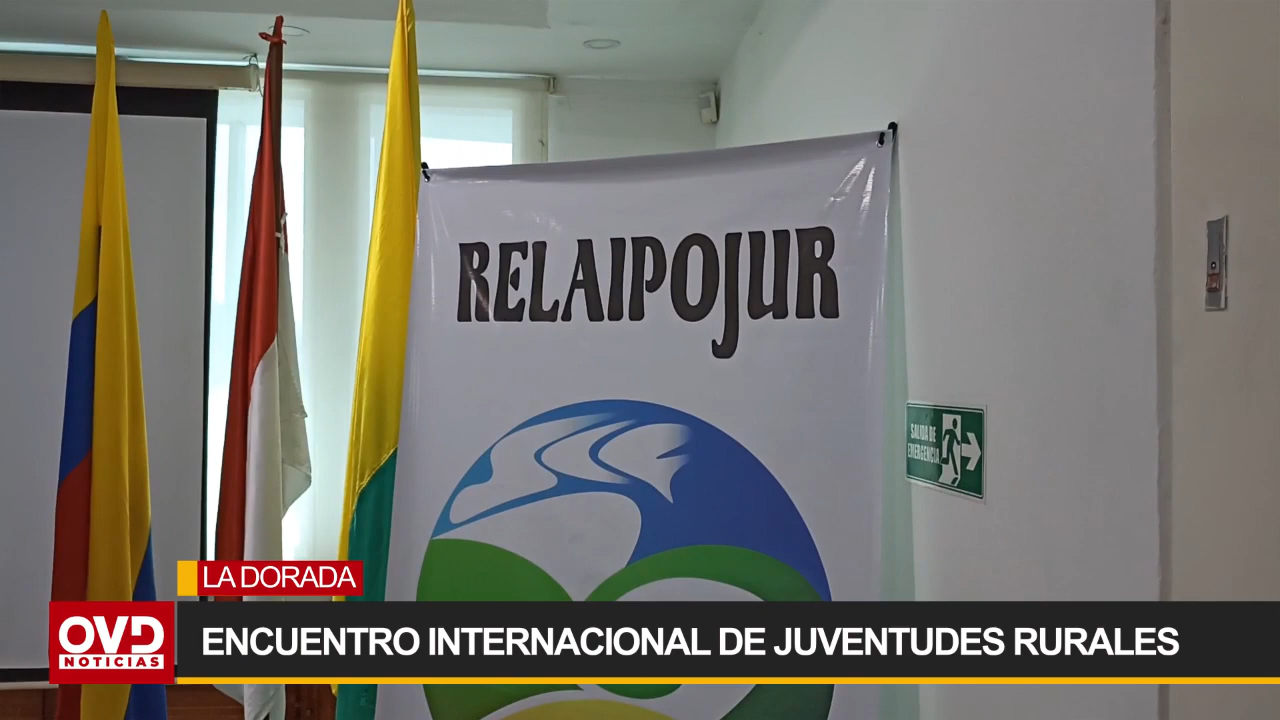 RELAIPOJUR
SALIDA DE
EMERGENCIA
LA DORADA
OVD
NOTICIAS
ENCUENTRO INTERNACIONAL DE JUVENTUDES RURALES